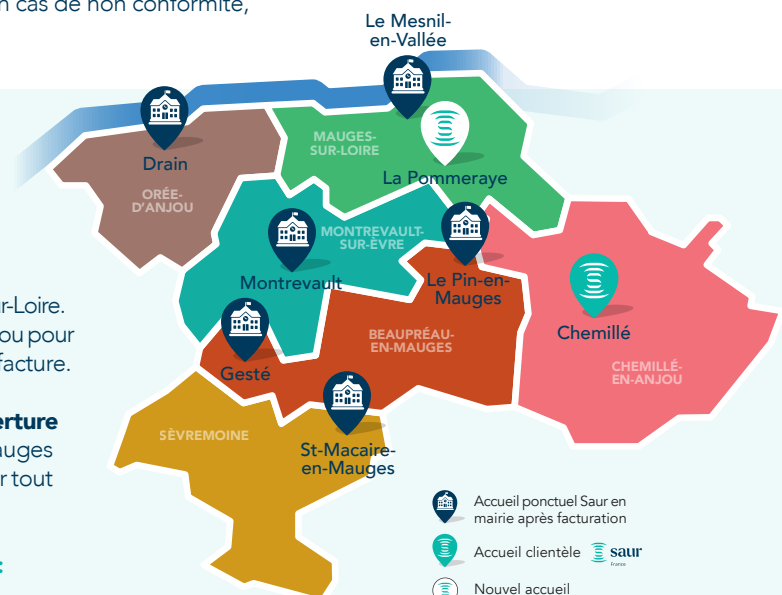 n cas de non conformité,
Le Mesnil-
en-Vallée
Drain
MAUGES-
SUR-LOIRE
La Pommeraye
ORÉE-
D'ANJOU
MONTREVAULT-
SUR-ÈVRE
Montrevault
Le Pin-en-
Mauges
Chemillé
r-Loire.
ou pour
facture.
BEAUPRÉAU-
EN-MAUGES
Gesté
CHEMILLÉ-
EN-ANJOU
erture
auges
r tout
SÈVREMOINE
St-Macaire-
en-Mauges
Accueil ponctuel Saur en
mairie après facturation
Accueil clientèle saur
France
Nouvel accueil
: